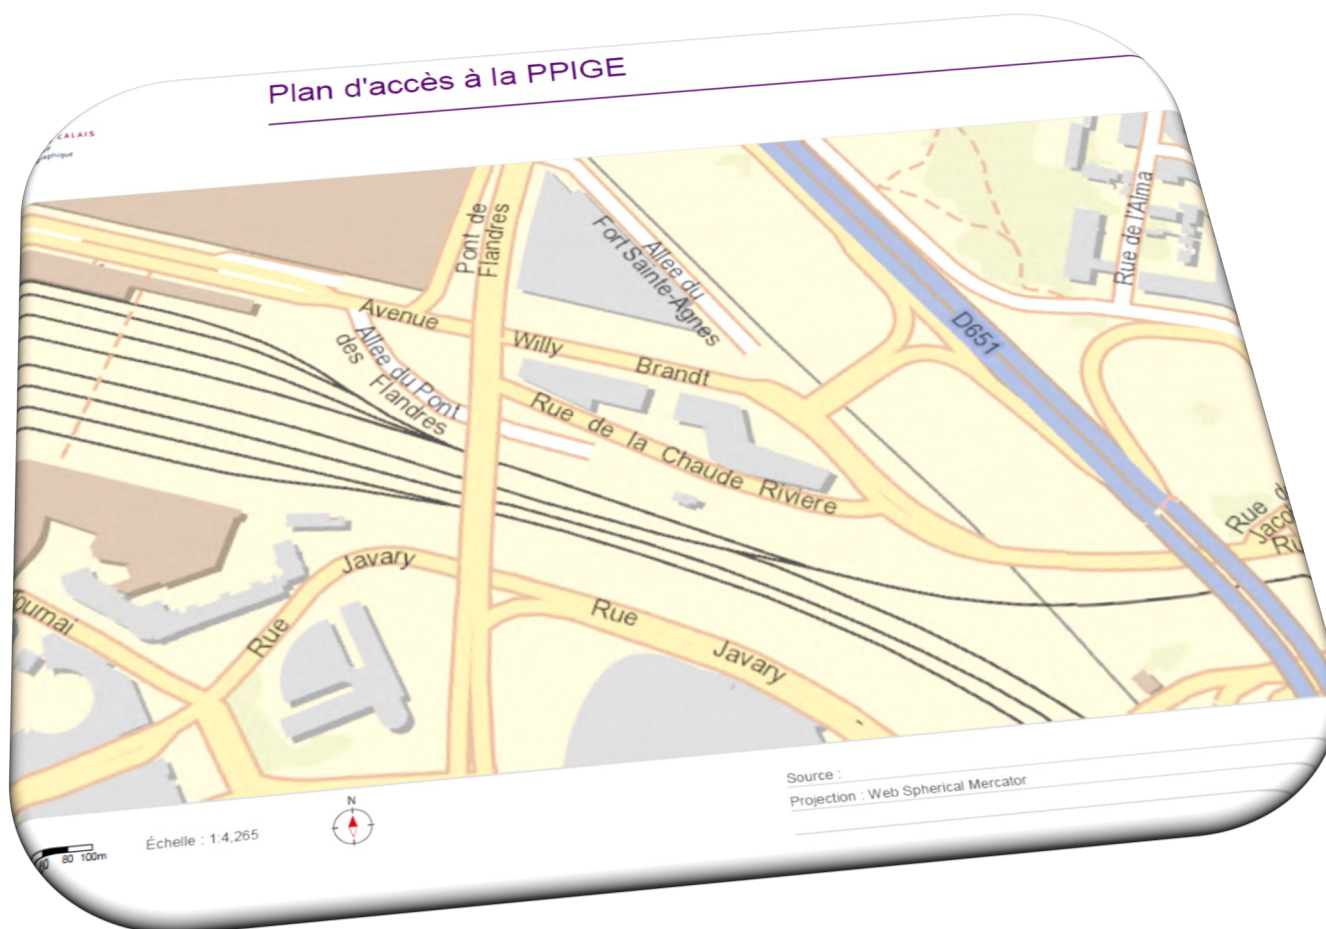 Plan d'accès à la PPIGE
CALAIS
Pont de
Flandres
Allee du
Fort Sainte-Agnes
Rue de l'Alma
D651
Avenue
Willy
Brandt
Allee du Pont
des Flandres
Rue de la Chaude Riviere
Rue
Javary
Rue
Javary
Rue
Source :
Projection : Web Spherical Mercator
N
Échelle : 1:4,265
80 100m